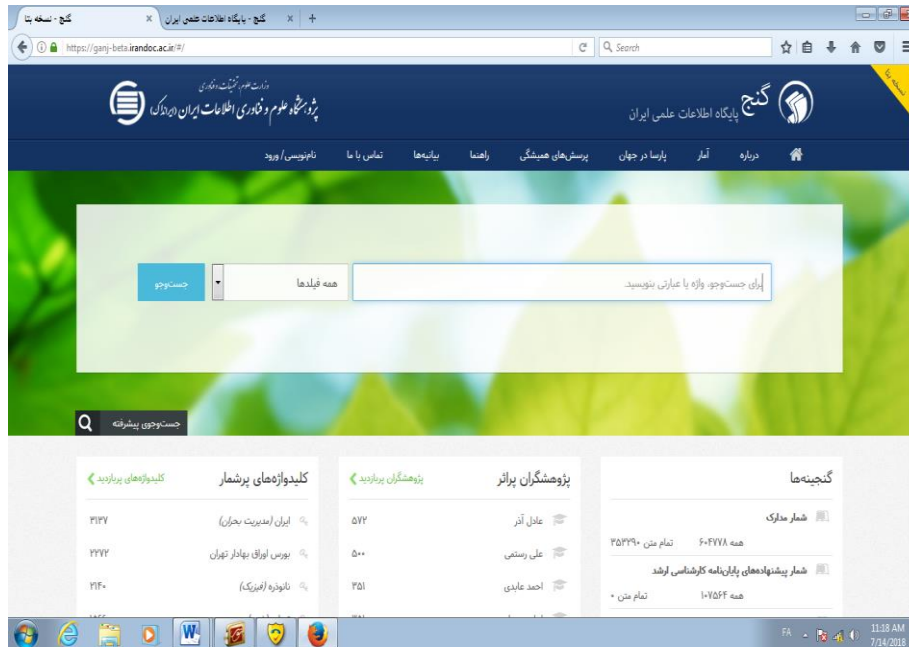 گنج - نسخه بتا
گنج - پایگاه اطلاعات علمی ایران
https://ganj-beta.irandoc.ac.ir/#/
Search
نسخه بتا
گنج پایگاه اطلاعات علمی ایران
وزارت علوم، تحقیقات و فناوری
پژوهشگاه علوم و فناوری اطلاعات ایران (ایرانداک)
درباره آمار پارسا در جهان پرسش‌های همیشگی راهنما بیانیه‌ها تماس با ما نام‌نویسی/ ورود
برای جست‌وجو، واژه یا عبارتی بنویسید.
همه فیلدها
جست‌وجو
جست‌وجوی پیشرفته
گنجینه‌ها
شمار مدارک
همه ۶۰۴۷۷۸ تمام متن ۳۵۳۲۹۰
شمار پیشنهادهای پایان‌نامه کارشناسی ارشد
همه ۱۰۷۵۶۴ تمام متن ۰
پژوهشگران پراثر
پژوهشگران پربازدید
عادل آذر ۵۷۲
علی رستمی ۵۰۰
احمد عابدی ۳۵۱
کلیدواژه‌های پرشمار
کلیدواژه‌های پربازدید
ایران (مدیریت بحران) ۳۱۳۷
بورس اوراق بهادار تهران ۲۲۷۲
نانوذره (فیزیک) ۲۱۴۰
FA
11:18 AM
7/14/2018